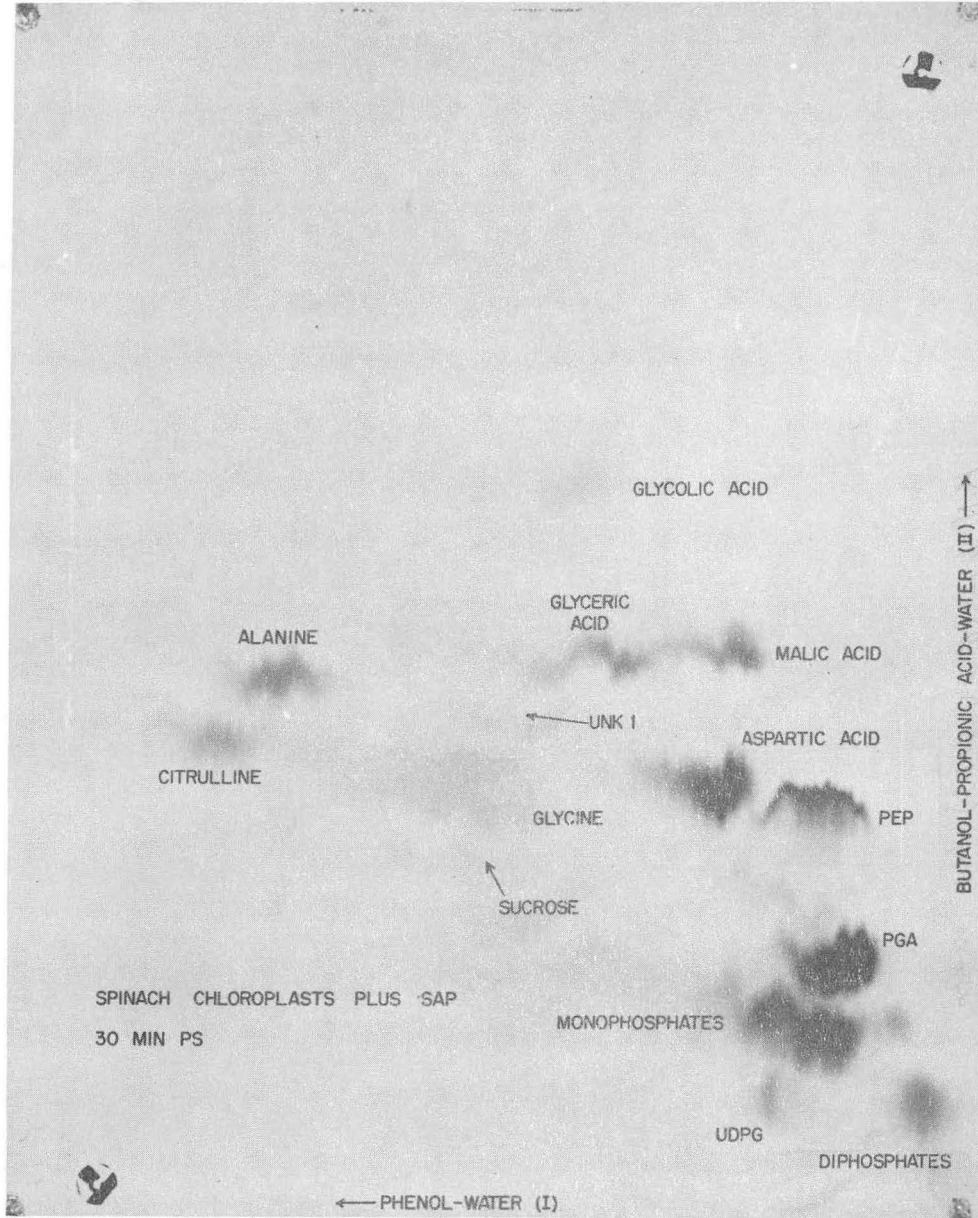 GLYCOLIC ACID
BUTANOL-PROPIONIC ACID-WATER (II) →
GLYCERIC
ACID
ALANINE
MALIC ACID
UNK 1
ASPARTIC ACID
CITRULLINE
GLYCINE
PEP
SUCROSE
PGA
SPINACH CHLOROPLASTS PLUS SAP
MONOPHOSPHATES
30 MIN PS
UDPG
DIPHOSPHATES
← PHENOL-WATER (I)